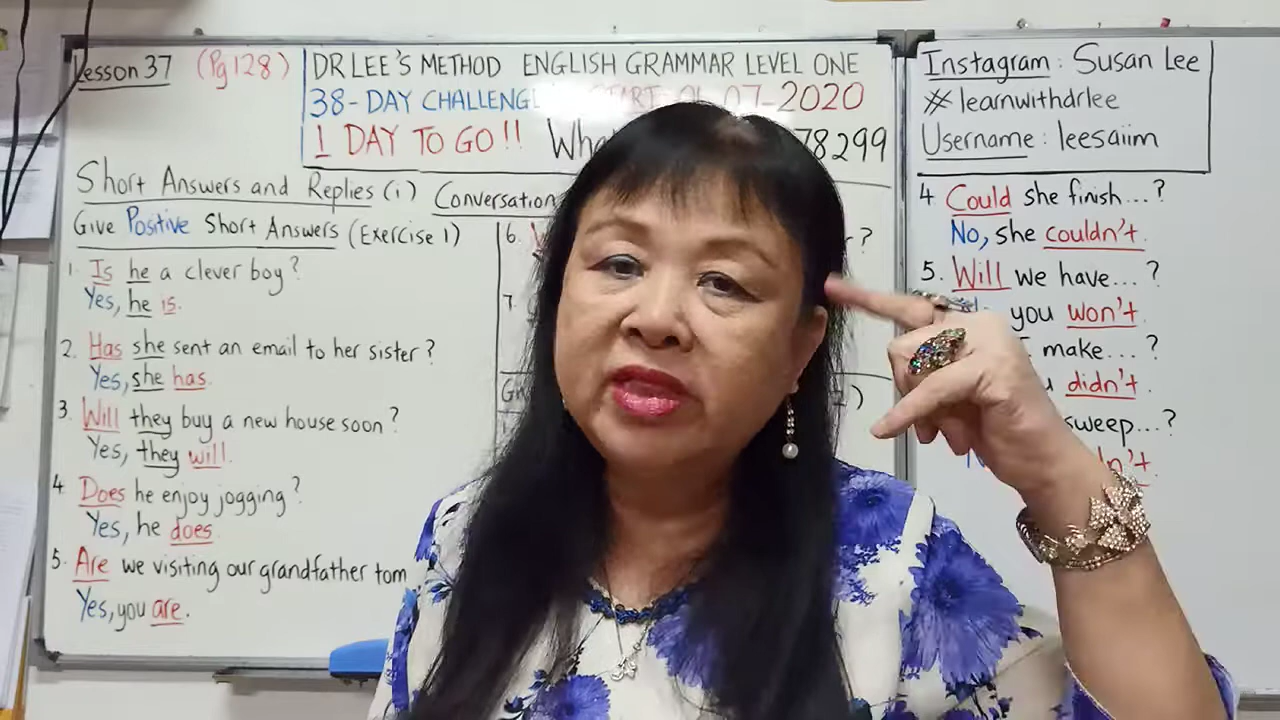 Lesson 37 (Pg 128)
DR LEE'S METHOD ENGLISH GRAMMAR LEVEL ONE
38-DAY CHALLENGE 07-2020
1 DAY TO GO!! 78299
Short Answers and Replies (i) Conversation
Give Positive Short Answers (Exercise 1)
1. Is he a clever boy?
Yes, he is.
2. Has she sent an email to her sister?
Yes, she has.
3. Will they buy a new house soon?
Yes, they will.
4. Does he enjoy jogging?
Yes, he does.
5. Are we visiting our grandfather tom
Yes, you are.
6. ?
7.
Instagram: Susan Lee
#learnwithdrlee
Username: leesaiim
4 Could she finish...?
No, she couldn't.
5. Will we have...?
you won't.
make...?
didn't.
sweep...?